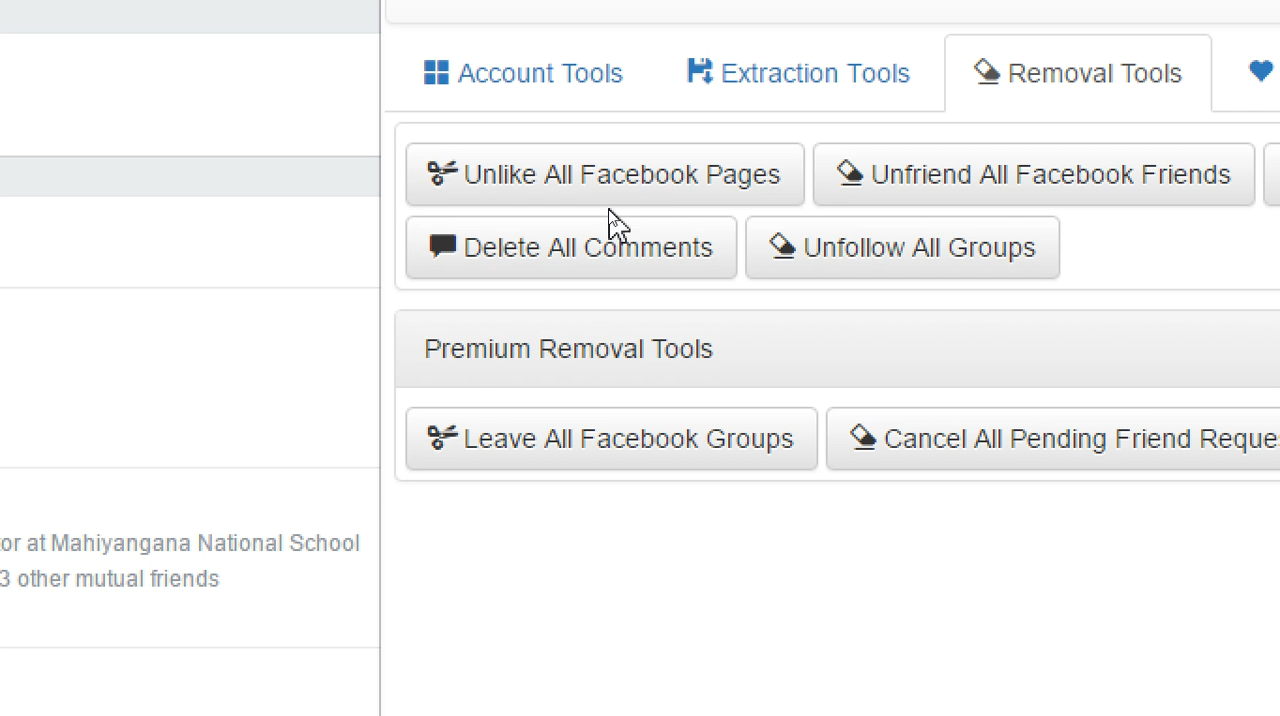 Account Tools Extraction Tools Removal Tools
Unlike All Facebook Pages Unfriend All Facebook Friends
Delete All Comments Unfollow All Groups
Premium Removal Tools
Leave All Facebook Groups Cancel All Pending Friend
at Mahiyangana National School
3 other mutual friends